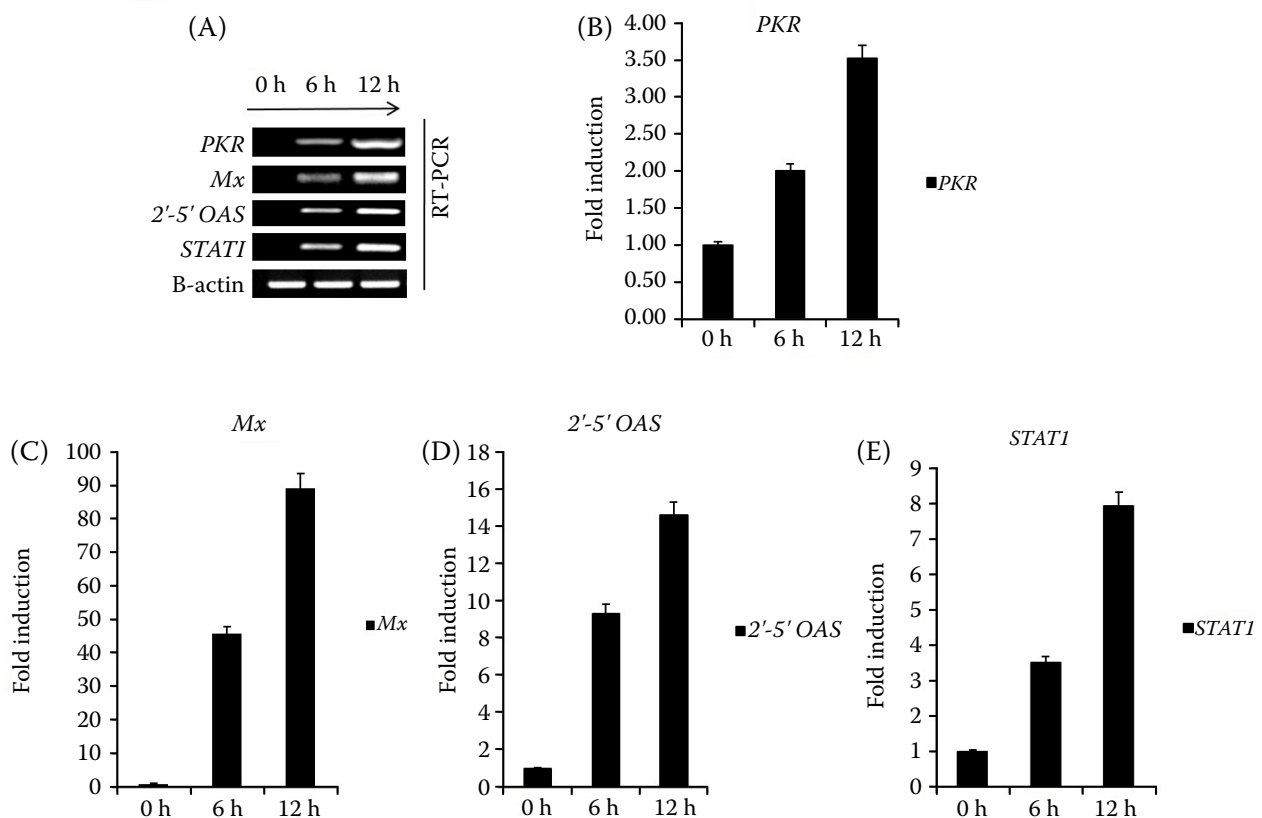 (A)
0 h 6 h 12 h
PKR
Mx
2'-5' OAS
STATI
B-actin
RT-PCR
(B)
PKR
Fold induction
4.00
3.50
3.00
2.50
2.00
1.50
1.00
0.50
0.00
0 h 6 h 12 h
PKR
(C)
Mx
Fold induction
100
90
80
70
60
50
40
30
20
10
0
0 h 6 h 12 h
Mx
(D)
2'-5' OAS
Fold induction
18
16
14
12
10
8
6
4
2
0
0 h 6 h 12 h
2'-5' OAS
(E)
STAT1
Fold induction
9
8
7
6
5
4
3
2
1
0
0 h 6 h 12 h
STAT1